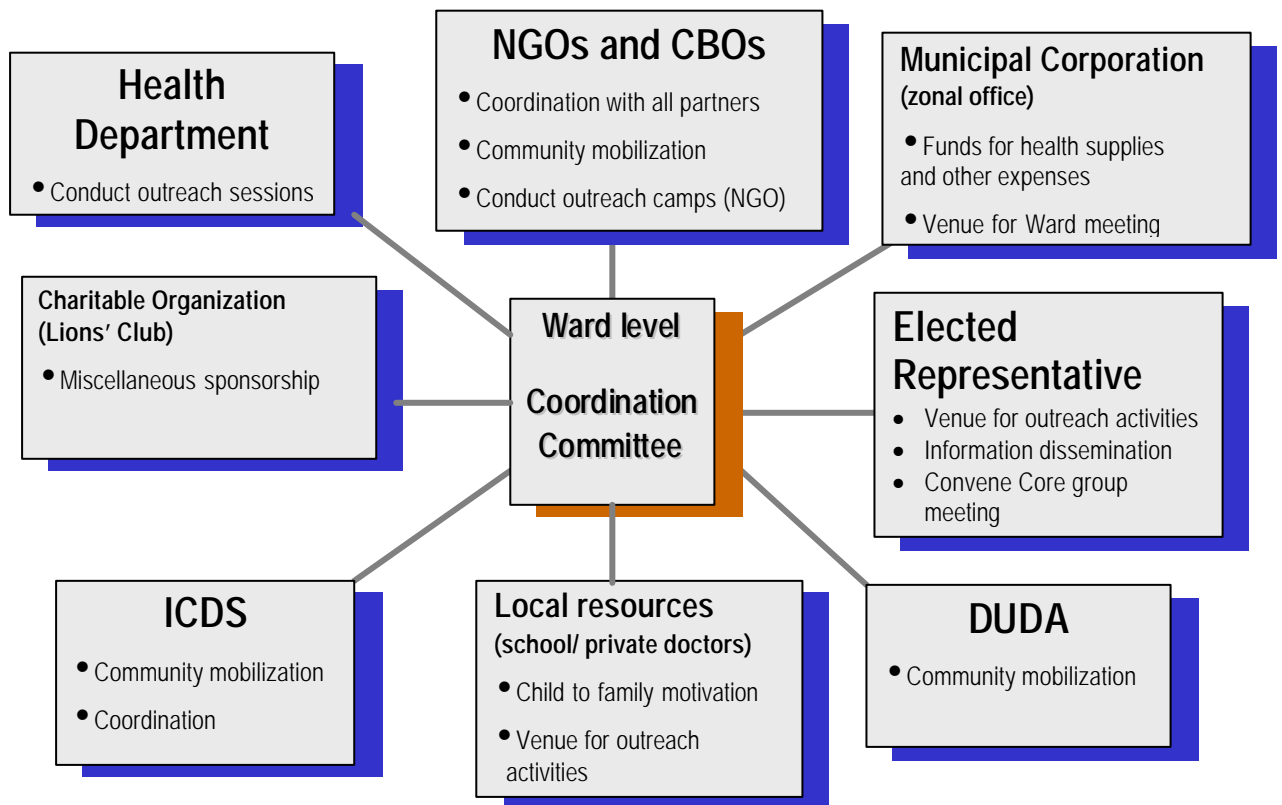 Health
Department
• Conduct outreach sessions
NGOs and CBOs
• Coordination with all partners
• Community mobilization
• Conduct outreach camps (NGO)
Municipal Corporation
(zonal office)
• Funds for health supplies
and other expenses
• Venue for Ward meeting
Charitable Organization
(Lions’ Club)
• Miscellaneous sponsorship
Ward level
Coordination
Committee
Elected
Representative
• Venue for outreach activities
• Information dissemination
• Convene Core group
meeting
ICDS
• Community mobilization
• Coordination
Local resources
(school/ private doctors)
• Child to family motivation
• Venue for outreach
activities
DUDA
• Community mobilization